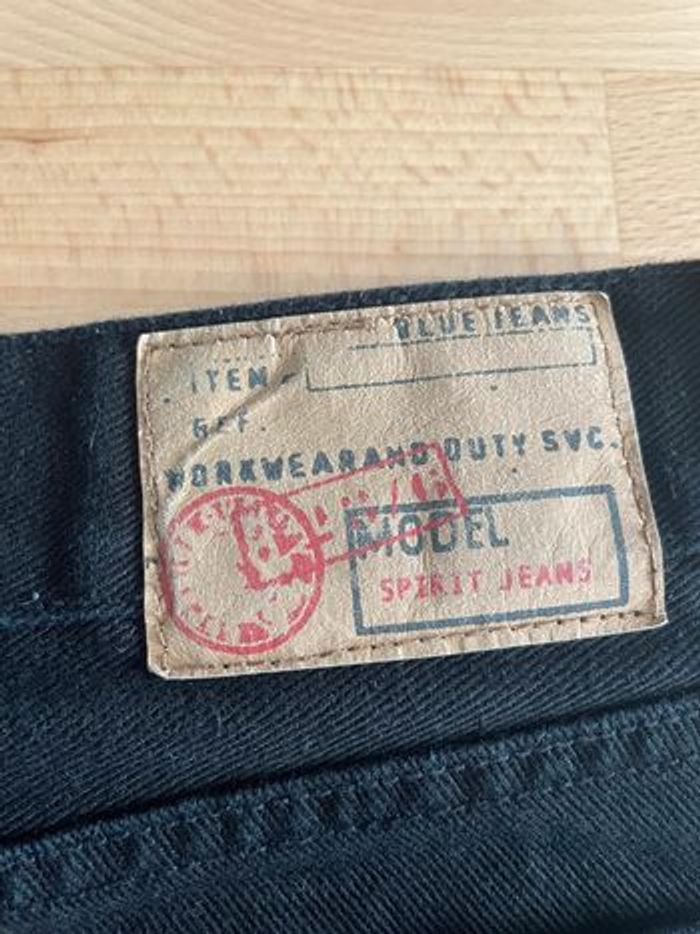 BLUE JEANS
ITEM
REF.
WORKWEAR AND DUTY SVC.
MODEL
SPIRIT JEANS